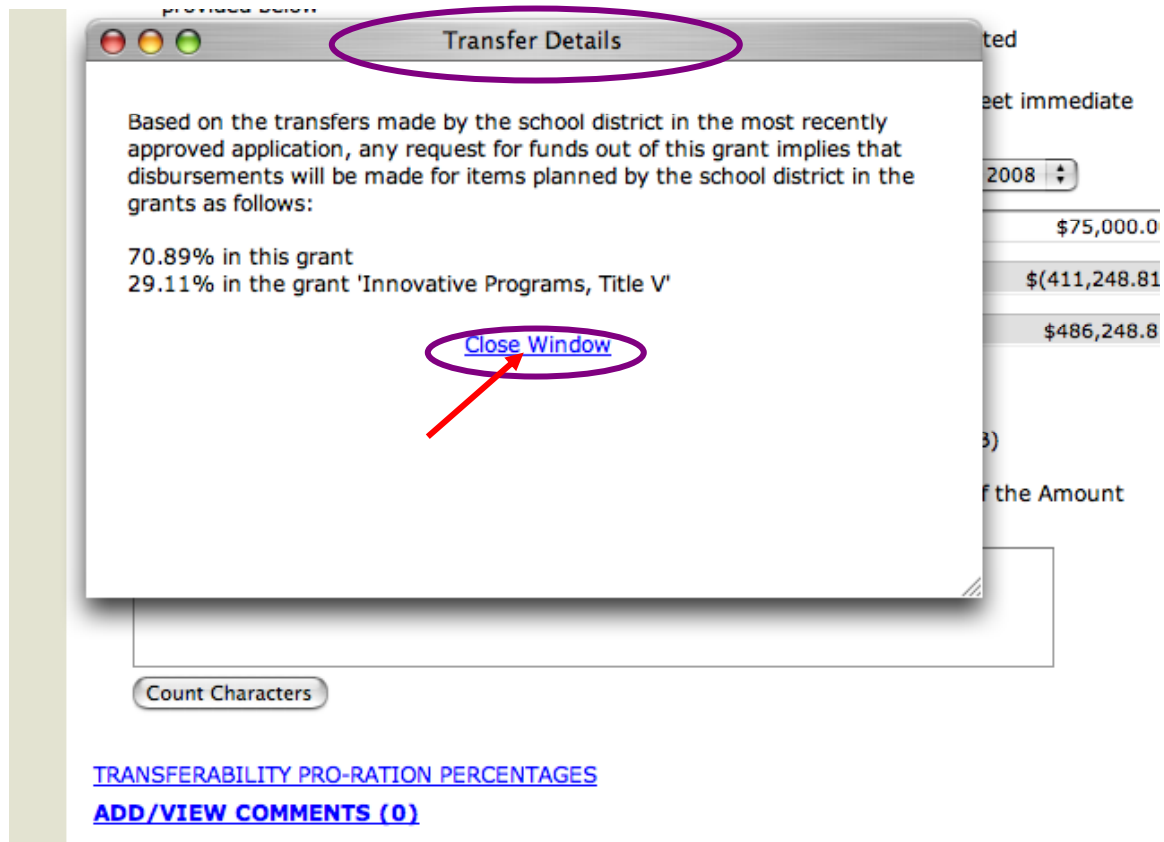 provided below
Transfer Details
ted
eet immediate
Based on the transfers made by the school district in the most recently
approved application, any request for funds out of this grant implies that
disbursements will be made for items planned by the school district in the
grants as follows:
2008
70.89% in this grant
29.11% in the grant 'Innovative Programs, Title V'
$75,000.0
$(411,248.81
$486,248.8
Close Window
3)
f the Amount
Count Characters
TRANSFERABILITY PRO-RATION PERCENTAGES
ADD/VIEW COMMENTS (0)